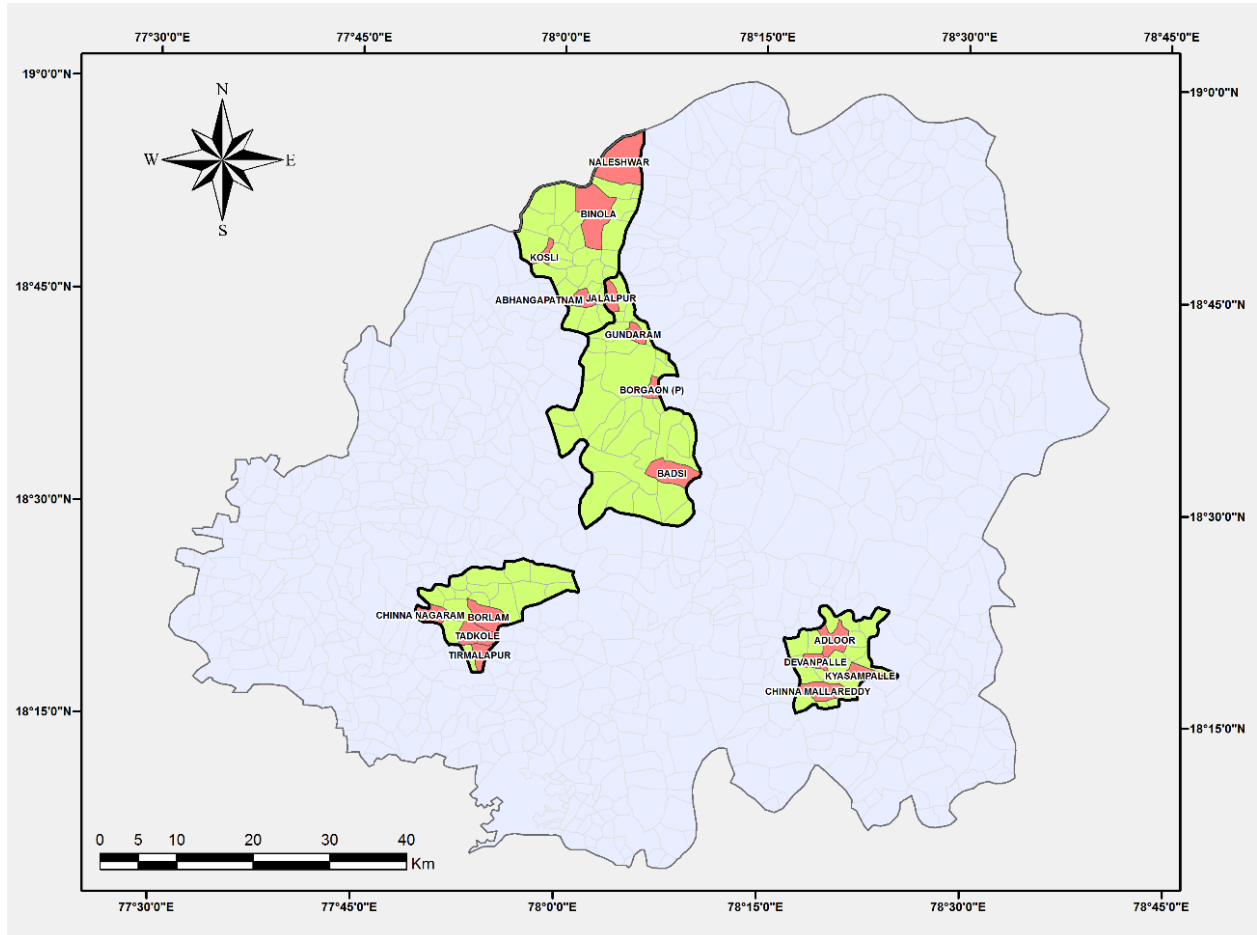 77°30'0"E 77°45'0"E 78°0'0"E 78°15'0"E 78°30'0"E 78°45'0"E
19°0'0"N
19°0'0"N
N
W E
S
NALESHWAR
BINOLA
KOSLI
18°45'0"N
ABHANGAPATNAM JALALPUR
18°45'0"N
GUNDARAM
BORGAON (P)
BADSI
18°30'0"N
18°30'0"N
CHINNA NAGARAM BORLAM
TADKOLE
ADLOOR
TIRMALAPUR
DEVANPALLE
KYASAMPALLE
CHINNA MALLAREDDY
18°15'0"N
18°15'0"N
0 5 10 20 30 40
Km
77°30'0"E 77°45'0"E 78°0'0"E 78°15'0"E 78°30'0"E 78°45'0"E